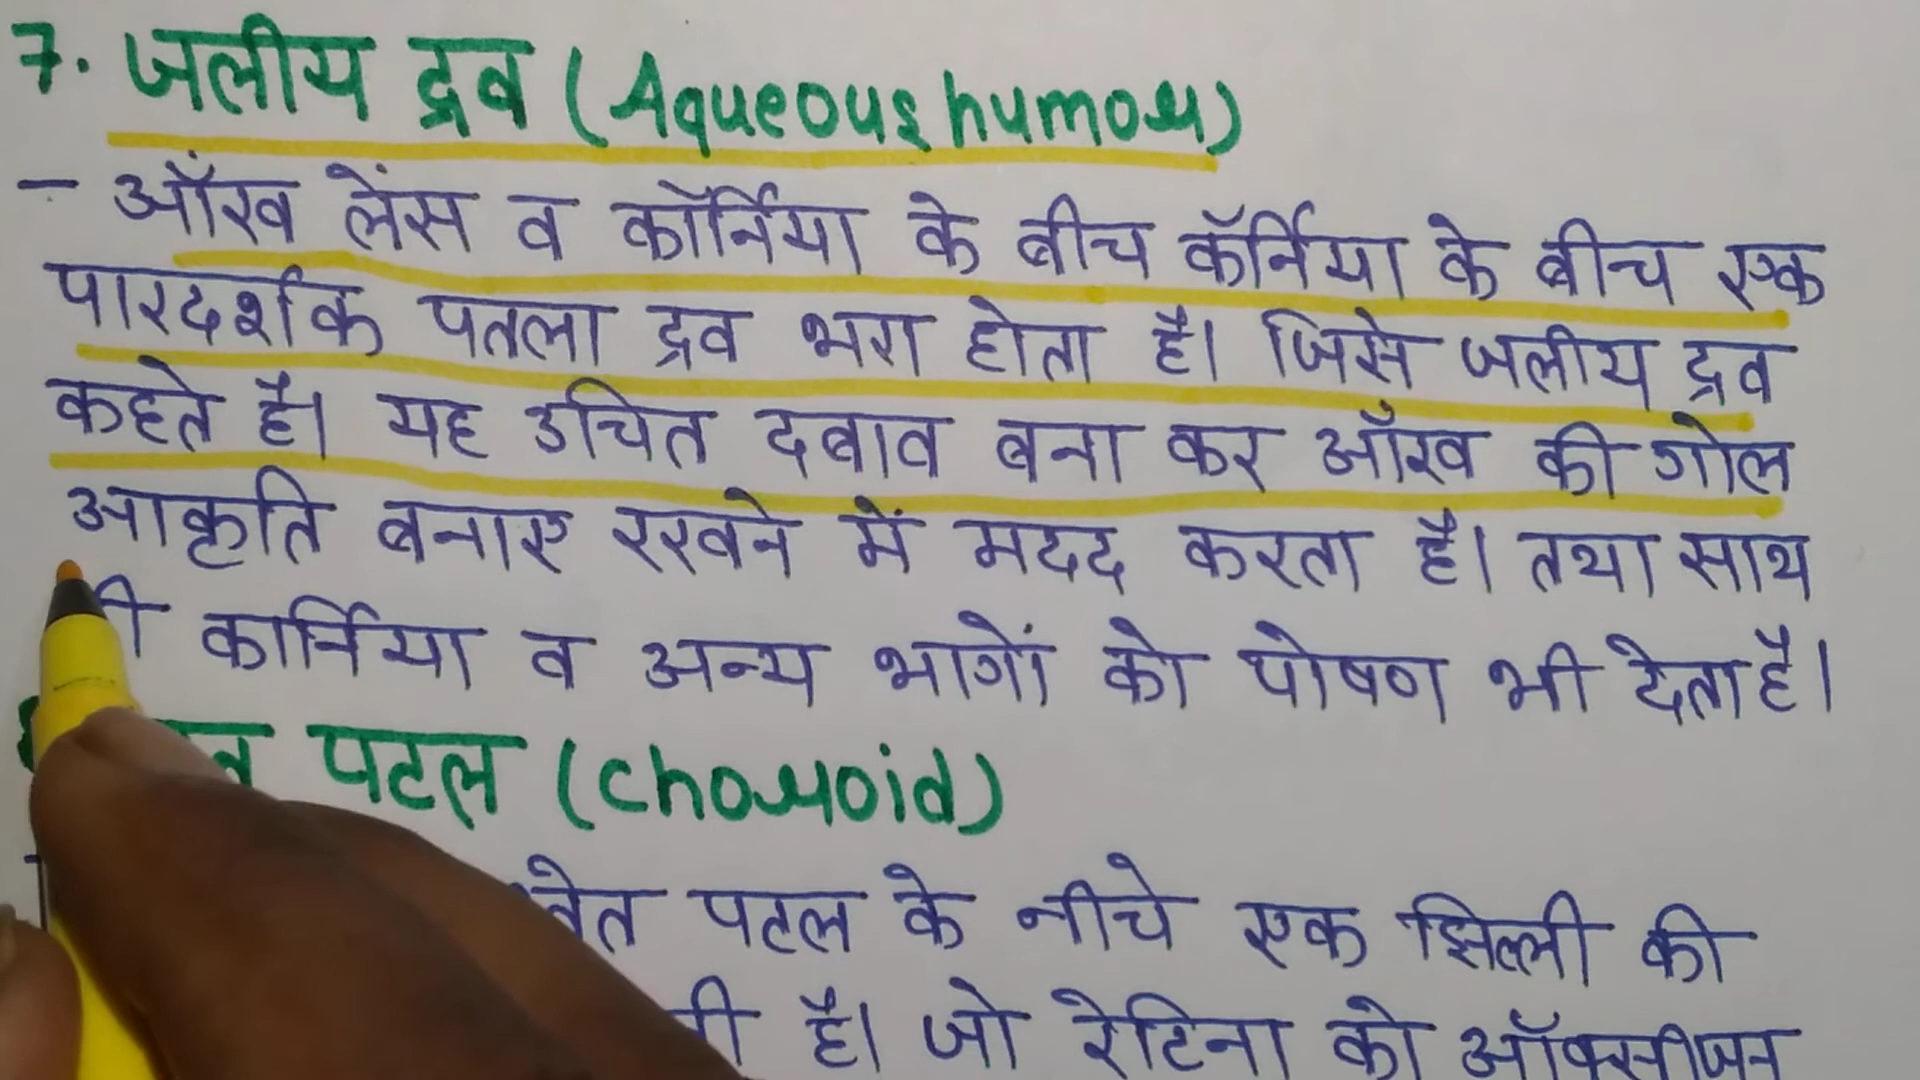 7. जलीय द्रव (Aqueous humor)
- आँख लेंस व कॉर्निया के बीच कॅर्निया के बीच एक
पारदर्शक पतला द्रव भरा होता है। जिसे जलीय द्रव
कहते है। यह उचित दबाव बना कर आँख की गोल
आकृति बनाए रखने में मदद करता है। तथा साथ
कार्निया व अन्य भागों को पोषण भी देता है।
पटल (choroid)
पटल के नीचे एक झिल्ली की
है। जो रेटिना को ऑक्सीजन